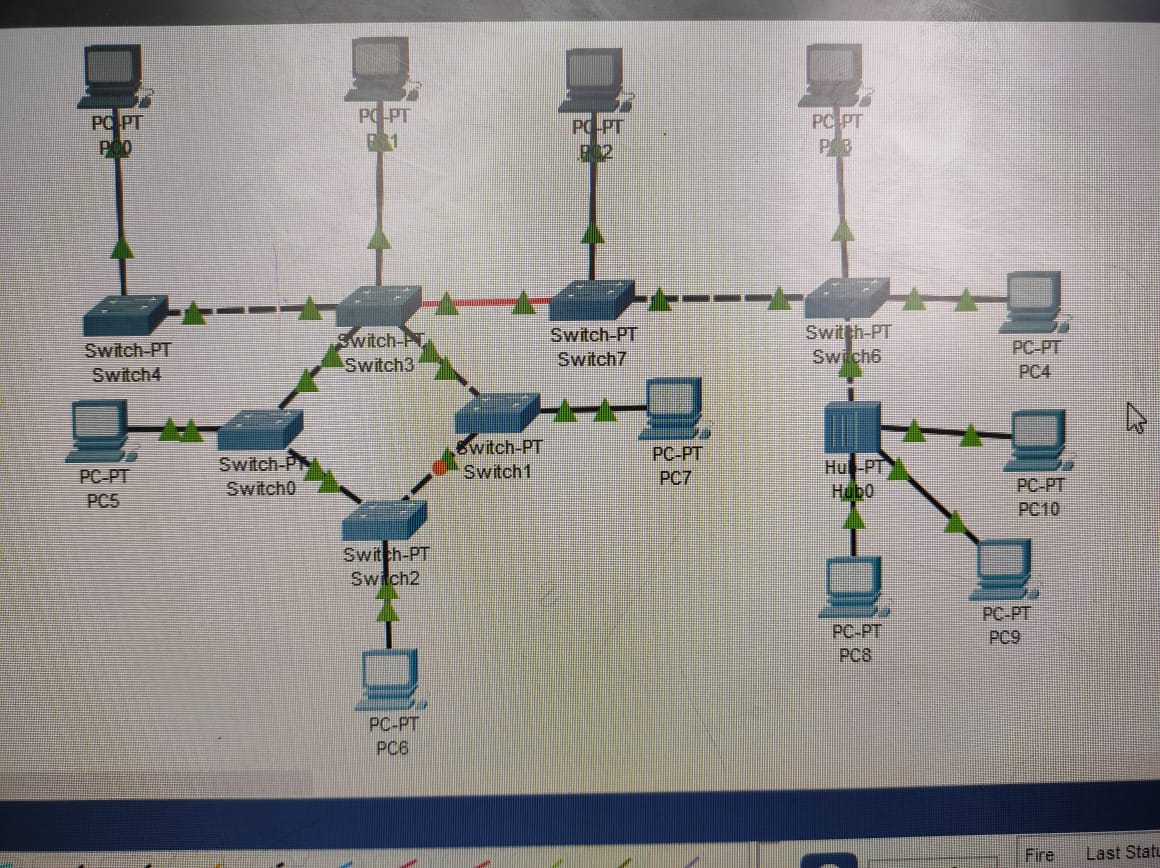 PC-PT
PC0
PC-PT
PC1
PC-PT
PC2
PC-PT
PC3
Switch-PT
Switch4
Switch-PT
Switch3
Switch-PT
Switch7
Switch-PT
Switch6
PC-PT
PC4
PC-PT
PC5
Switch-PT
Switch0
Switch-PT
Switch1
PC-PT
PC7
Hub-PT
Hub0
PC-PT
PC10
Switch-PT
Switch2
PC-PT
PC8
PC-PT
PC9
PC-PT
PC6
Fire
Last